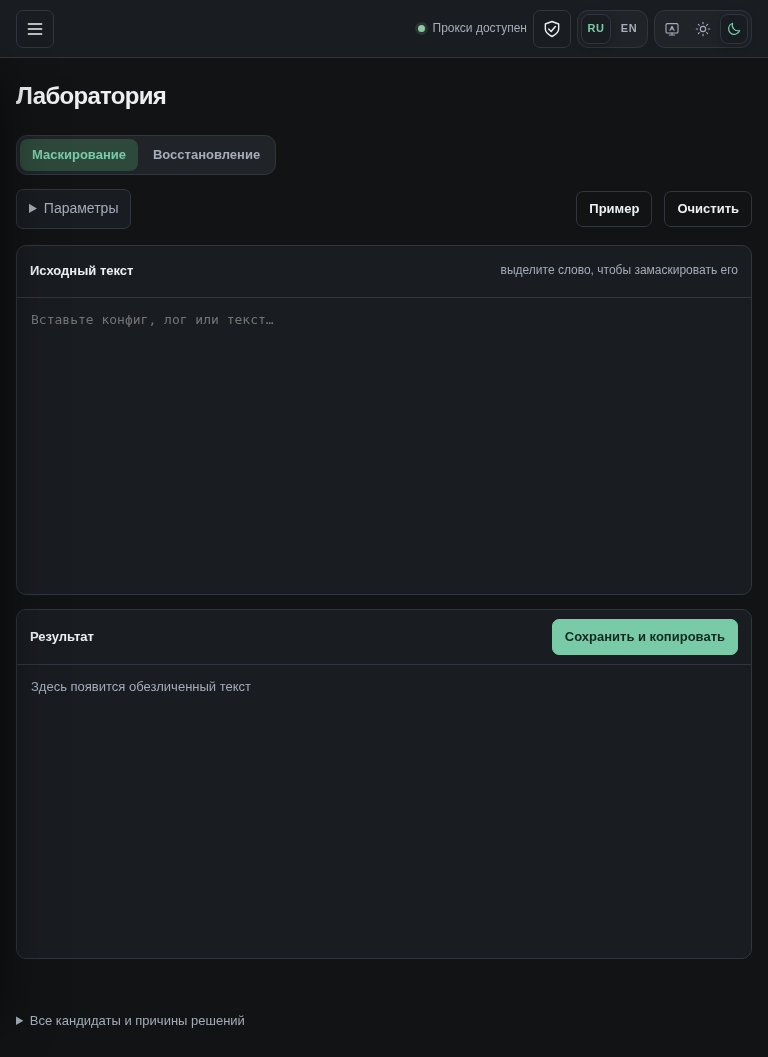 Прокси доступен
RU EN
Лаборатория
Маскирование Восстановление
Параметры
Пример Очистить
Исходный текст выделите слово, чтобы замаскировать его
Вставьте конфиг, лог или текст…
Результат Сохранить и копировать
Здесь появится обезличенный текст
Все кандидаты и причины решений